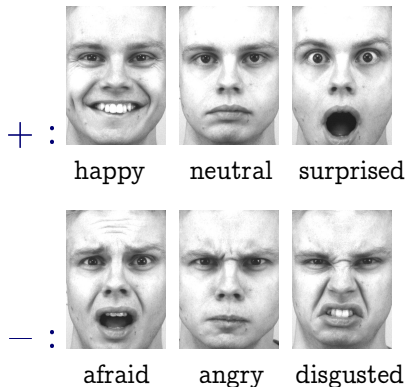 + :
happy neutral surprised
− :
afraid angry disgusted